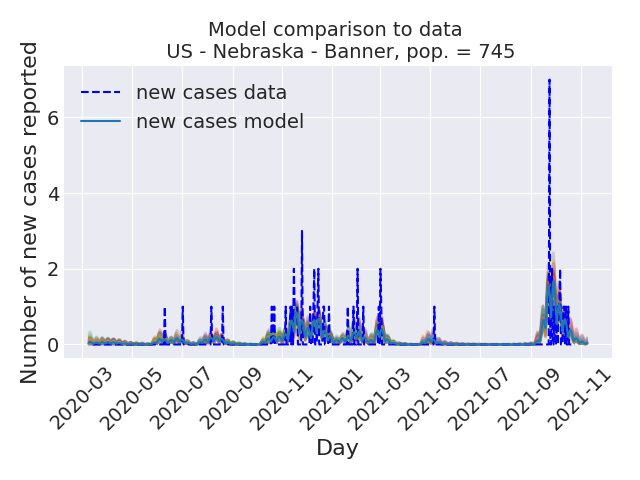 Model comparison to data
US - Nebraska - Banner, pop. = 745
new cases data
new cases model
Number of new cases reported
6
4
2
0
2020-03
2020-05
2020-07
2020-09
2020-11
2021-01
2021-03
2021-05
2021-07
2021-09
2021-11
Day